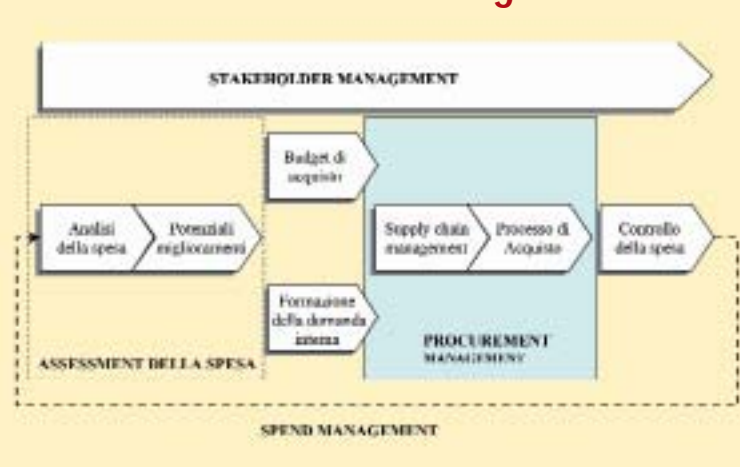 STAKEHOLDER MANAGEMENT
Budget di
acquisto
Analisi
della spesa
Potenziali
miglioramenti
Supply chain
management
Processo di
Acquisto
Controllo
della spesa
Formazione
della domanda
interna
PROCUREMENT
MANAGEMENT
ASSESSMENT DELLA SPESA
SPEND MANAGEMENT